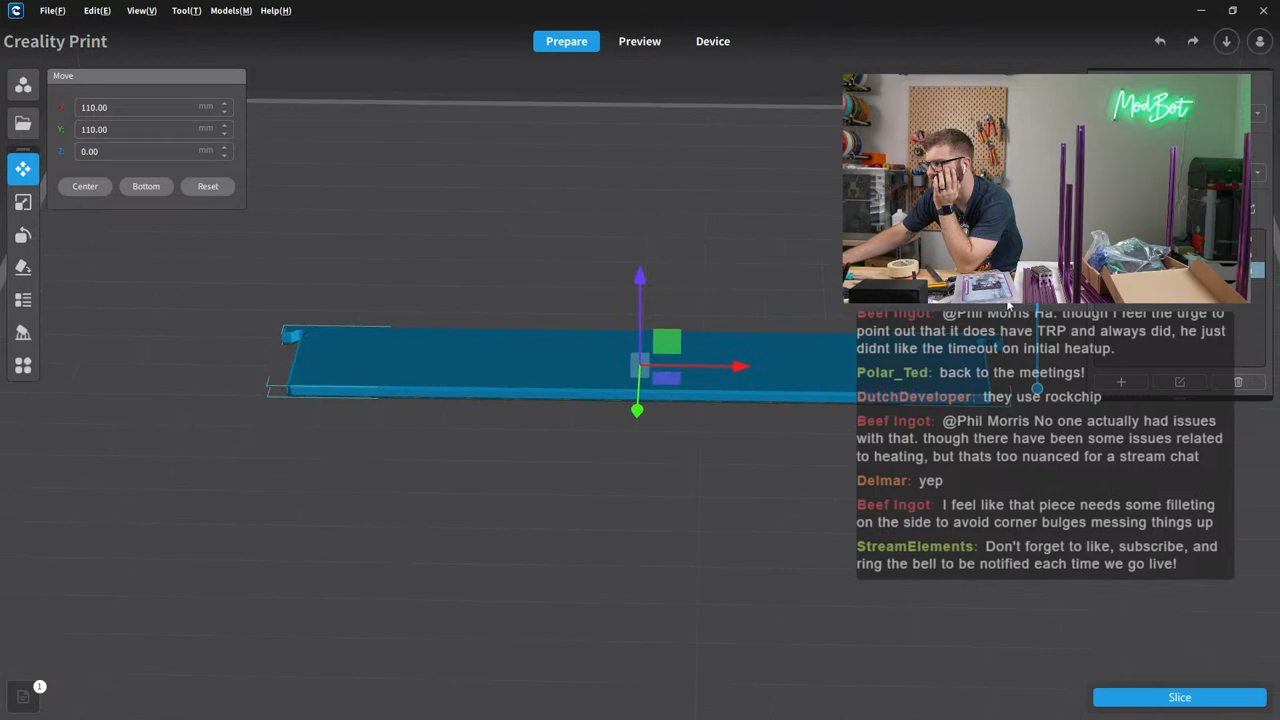 File(F) Edit(E) View(V) Tool(T) Models(M) Help(H)
Creality Print
Prepare Preview Device
Move
X: 110.00 mm
Y: 110.00 mm
Z: 0.00 mm
Center Bottom Reset
ModBot
Beef Ingot: @Phil Morris Ha. though I feel the urge to
point out that it does have TRP and always did, he just
didnt like the timeout on initial heatup.
Polar_Ted: back to the meetings!
DutchDeveloper: they use rockchip
Beef Ingot: @Phil Morris No one actually had issues
with that. though there have been some issues related
to heating, but thats too nuanced for a stream chat
Delmar: yep
Beef Ingot: I feel like that piece needs some filleting
on the side to avoid corner bulges messing things up
StreamElements: Don't forget to like, subscribe, and
ring the bell to be notified each time we go live!
1
Slice